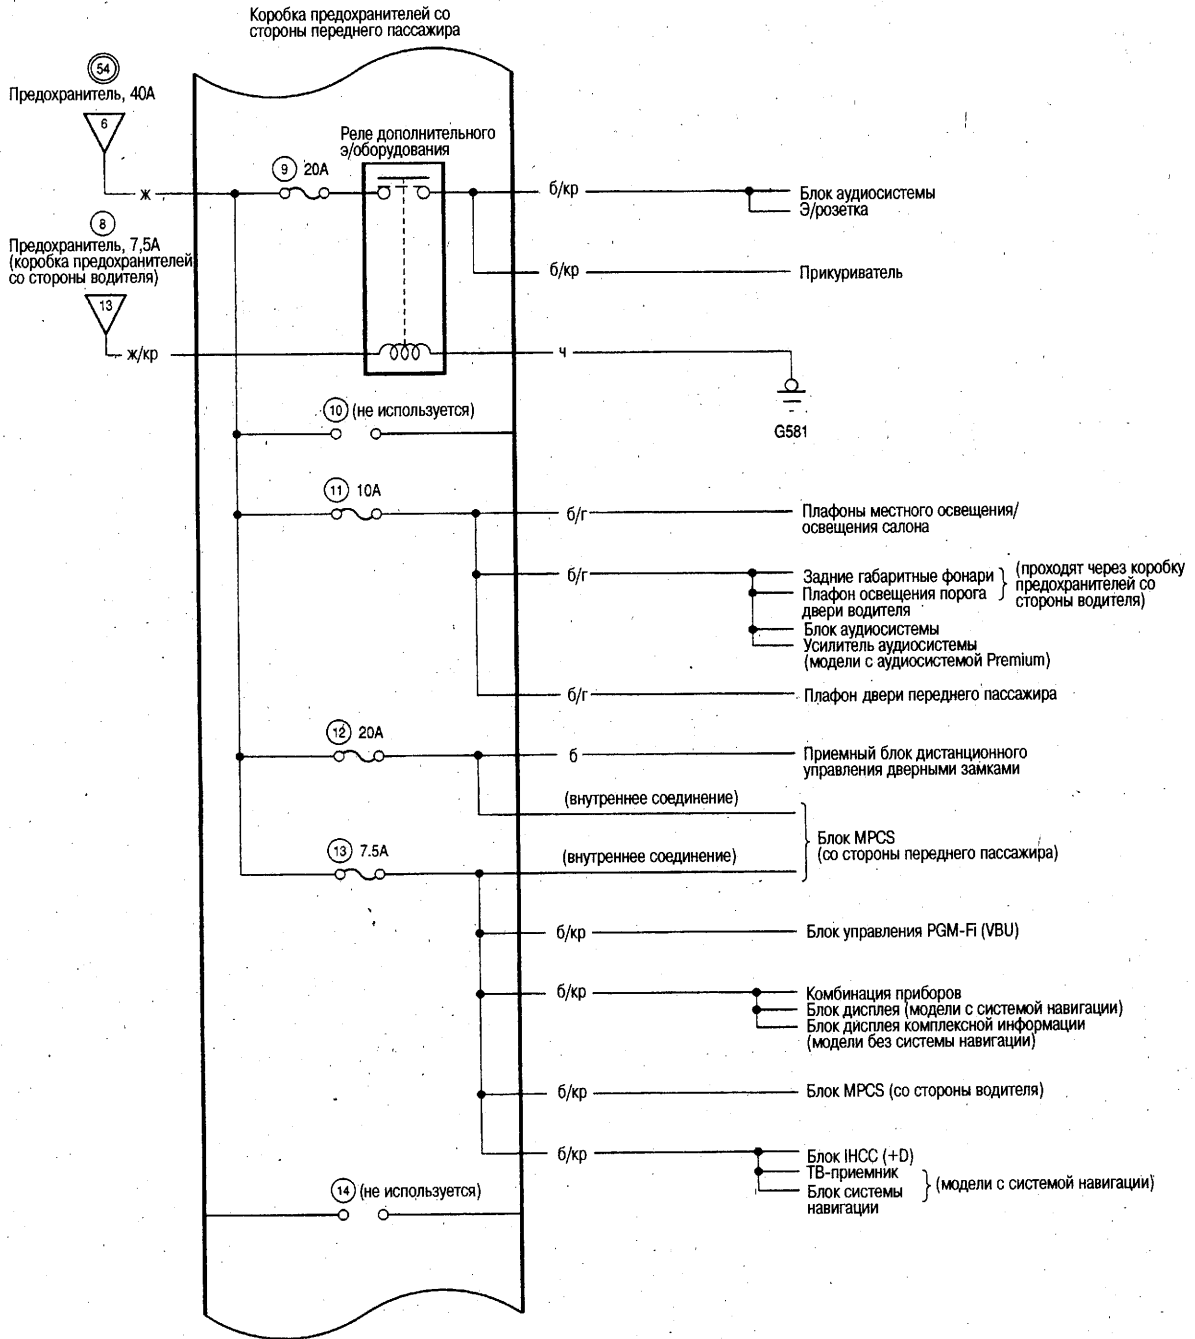 Коробка предохранителей со
стороны переднего пассажира
54
Предохранитель, 40А
6
Реле дополнительного
э/оборудования
9 20А
ж
б/кр
Блок аудиосистемы
Э/розетка
8
Предохранитель, 7,5А
(коробка предохранителей
со стороны водителя)
13
б/кр
Прикуриватель
ж/кр
ч
G581
10 (не используется)
11 10А
б/г
Плафоны местного освещения/
освещения салона
б/г
Задние габаритные фонари
Плафон освещения порога
двери водителя
(проходят через коробку
предохранителей со
стороны водителя)
Блок аудиосистемы
Усилитель аудиосистемы
(модели с аудиосистемой Premium)
б/г
Плафон двери переднего пассажира
12 20А
б
Приемный блок дистанционного
управления дверными замками
(внутреннее соединение)
13 7.5А
(внутреннее соединение)
Блок MPCS
(со стороны переднего пассажира)
б/кр
Блок управления PGM-Fi (VBU)
б/кр
Комбинация приборов
Блок дисплея (модели с системой навигации)
Блок дисплея комплексной информации
(модели без системы навигации)
б/кр
Блок MPCS (со стороны водителя)
б/кр
Блок IHCC (+D)
ТВ-приемник
Блок системы
навигации
(модели с системой навигации)
14 (не используется)